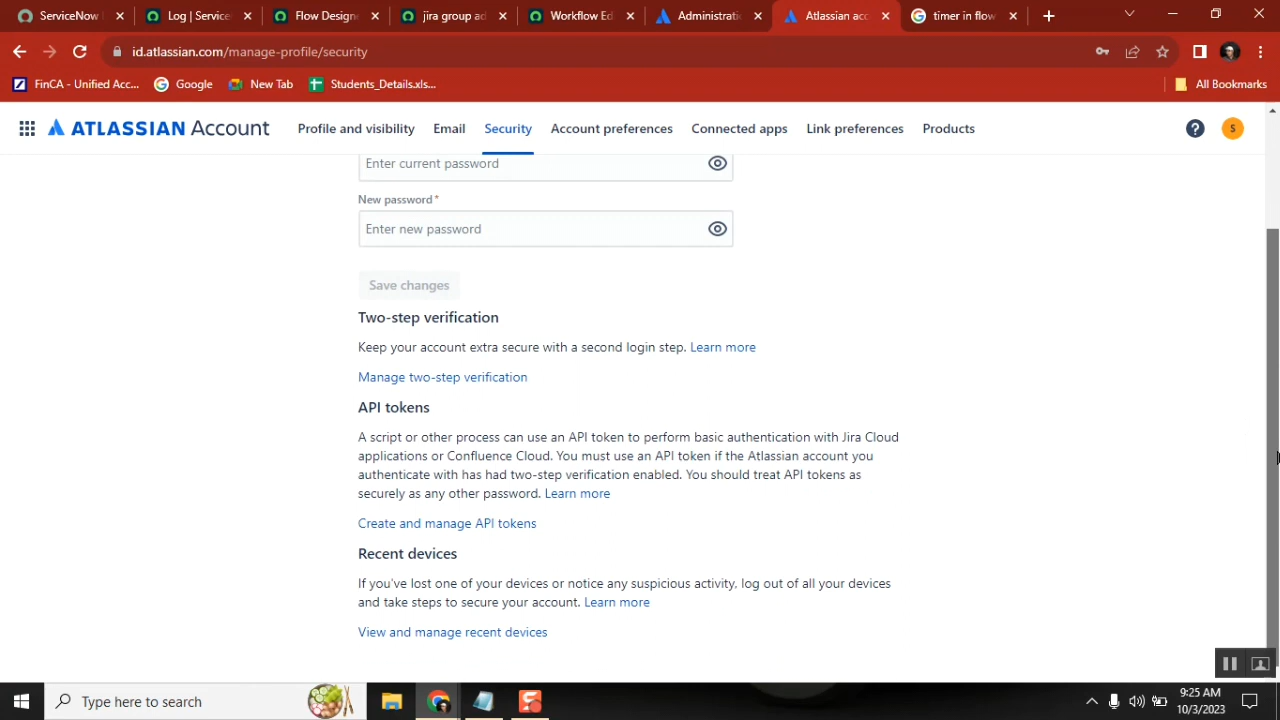 ServiceNow
Log | Service
Flow Designe
jira group ad
Workflow Ed
Administrati
Atlassian acc
timer in flow
id.atlassian.com/manage-profile/security
FinCA - Unified Acc...
Google
New Tab
Students_Details.xls...
All Bookmarks
ATLASSIAN Account
Profile and visibility
Email
Security
Account preferences
Connected apps
Link preferences
Products
S
Enter current password
New password*
Enter new password
Save changes
Two-step verification
Keep your account extra secure with a second login step. Learn more
Manage two-step verification
API tokens
A script or other process can use an API token to perform basic authentication with Jira Cloud
applications or Confluence Cloud. You must use an API token if the Atlassian account you
authenticate with has had two-step verification enabled. You should treat API tokens as
securely as any other password. Learn more
Create and manage API tokens
Recent devices
If you've lost one of your devices or notice any suspicious activity, log out of all your devices
and take steps to secure your account. Learn more
View and manage recent devices
Type here to search
9:25 AM
10/3/2023